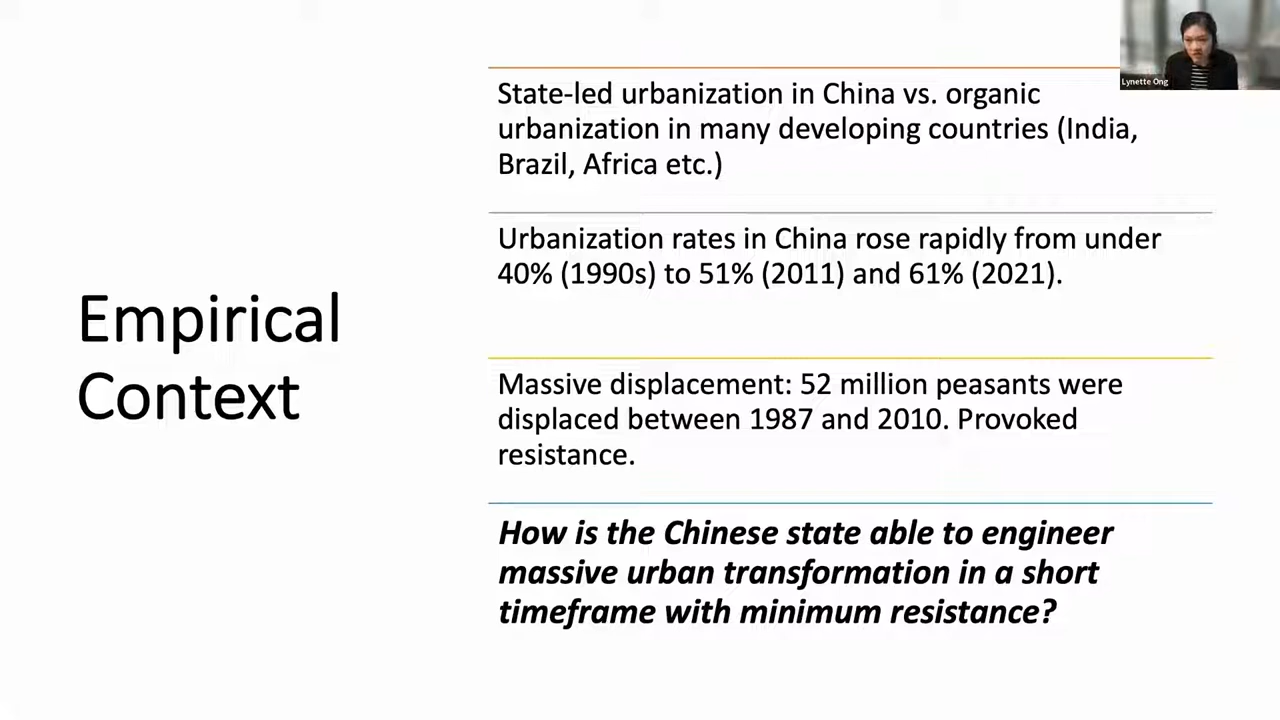 Lynette Ong
State-led urbanization in China vs. organic
urbanization in many developing countries (India,
Brazil, Africa etc.)
Urbanization rates in China rose rapidly from under
40% (1990s) to 51% (2011) and 61% (2021).
Empirical
Context
Massive displacement: 52 million peasants were
displaced between 1987 and 2010. Provoked
resistance.
How is the Chinese state able to engineer
massive urban transformation in a short
timeframe with minimum resistance?